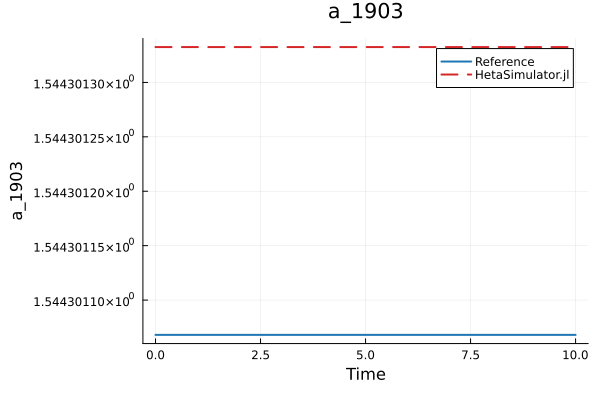 a_1903
Reference
HetaSimulator.jl
1.54430130×10⁰
1.54430125×10⁰
1.54430120×10⁰
1.54430115×10⁰
1.54430110×10⁰
a_1903
0.0 2.5 5.0 7.5 10.0
Time